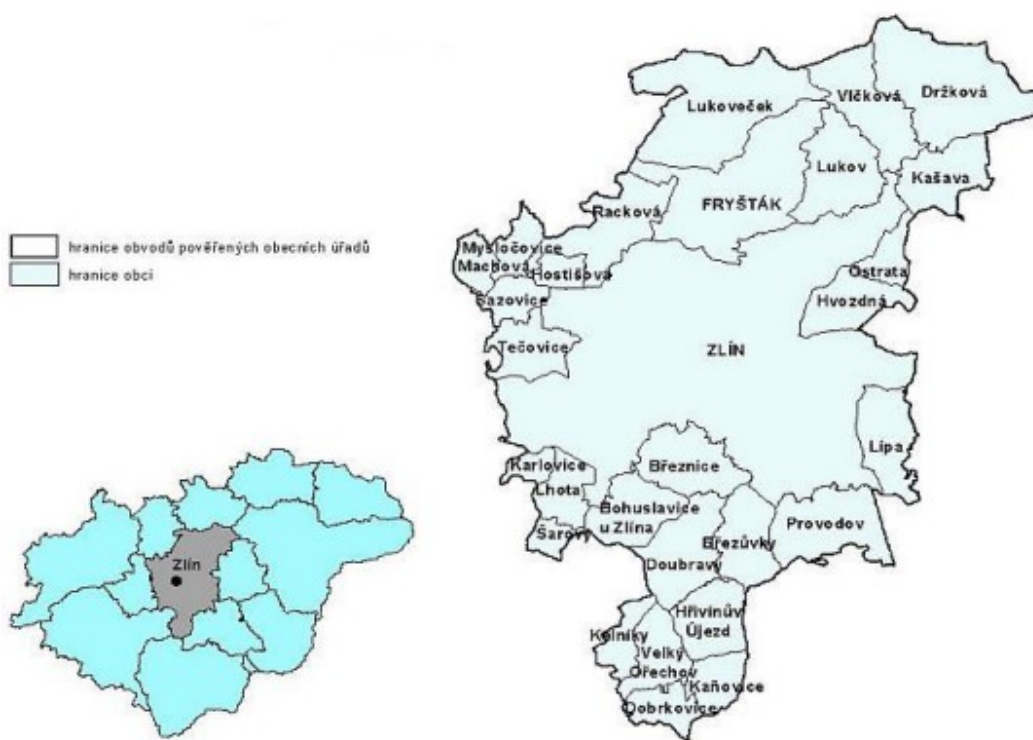 Lukoveček
Vlčková
Držková
Lukov
Kašava
FRYŠTÁK
Racková
hranice obvodů pověřených obecních úřadů
hranice obcí
Mysločovice
Machová
Hostišová
Sazovice
Ostrata
Hvozdná
Tečovice
ZLÍN
Lípa
Karlovice
Březnice
Lhota
Bohuslavice
u Zlína
Provodov
Šarovy
Březůvky
Zlín
Doubravy
Hřivinův
Újezd
Kelníky
Velký
Ořechov
Kaňovice
Dobrkovice